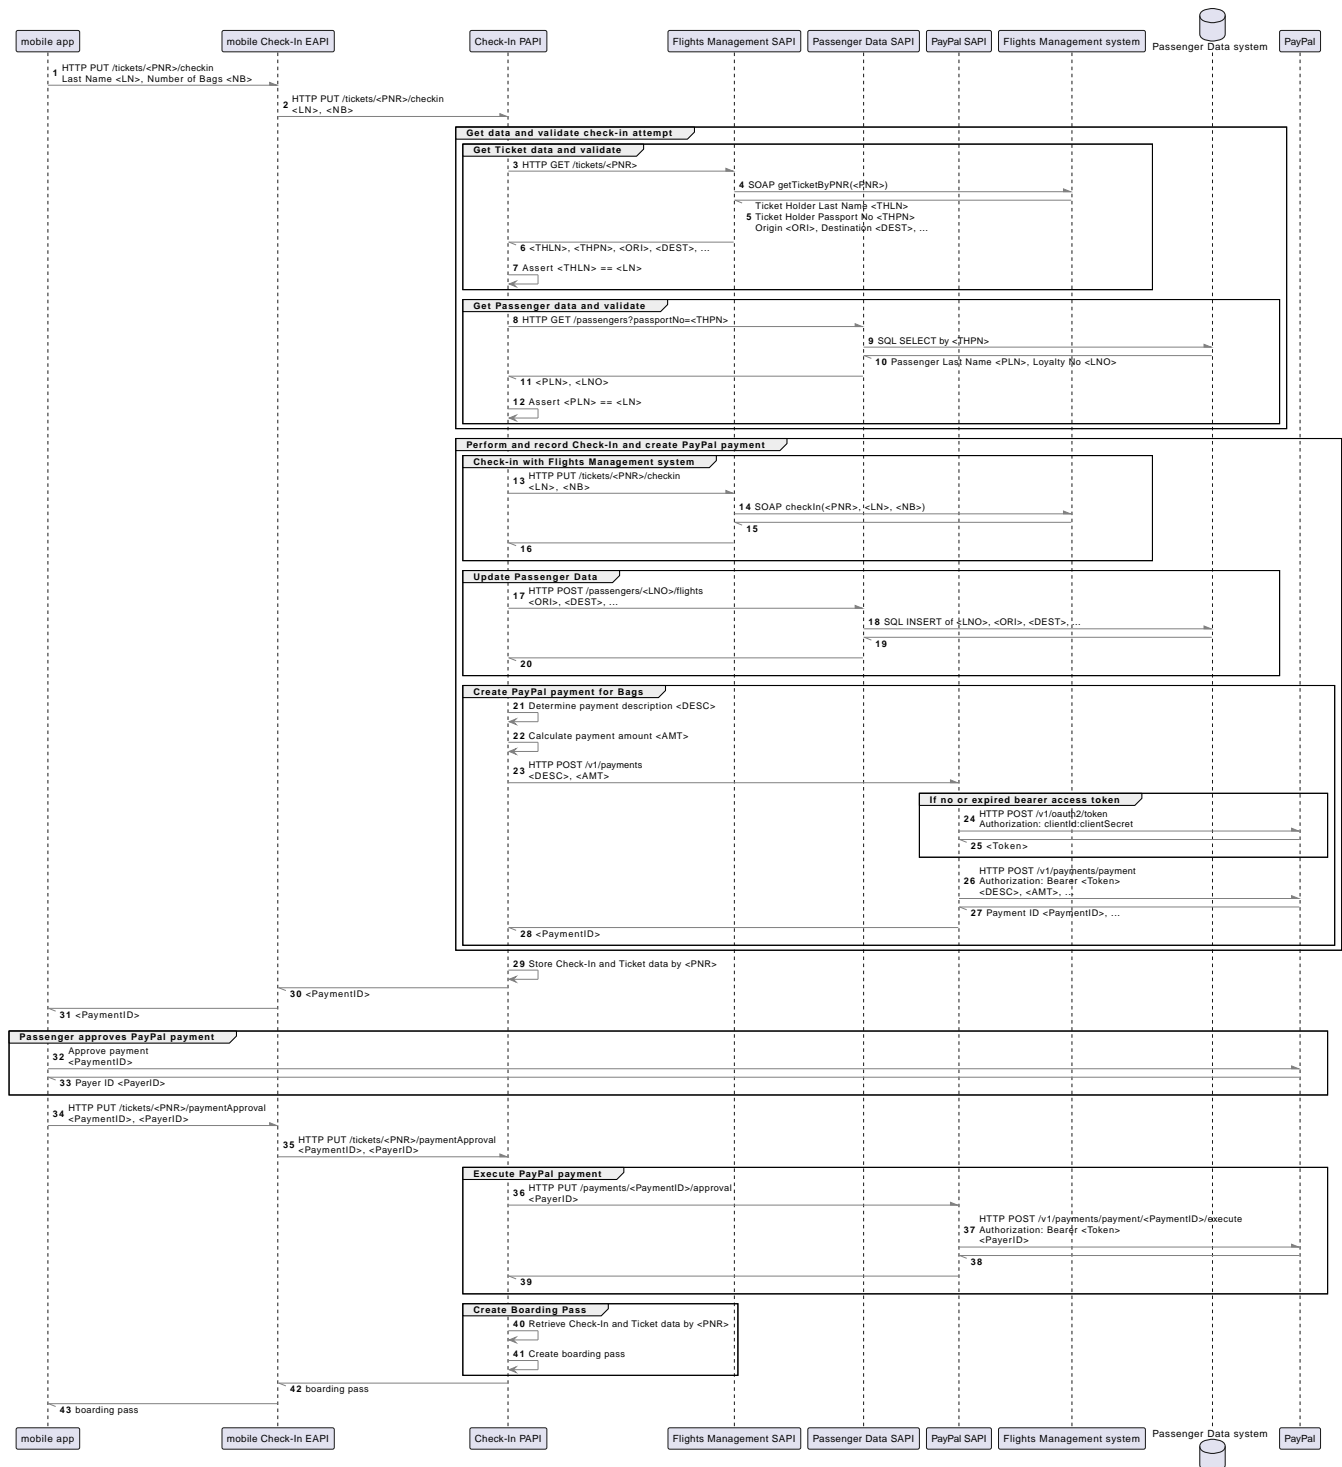 mobile app
mobile Check-In EAPI
Check-In PAPI
Flights Management SAPI
Passenger Data SAPI
PayPal SAPI
Flights Management system
Passenger Data system
PayPal
1 HTTP PUT /tickets/<PNR>/checkin
Last Name <LN>, Number of Bags <NB>
2 HTTP PUT /tickets/<PNR>/checkin
<LN>, <NB>
Get data and validate check-in attempt
Get Ticket data and validate
3 HTTP GET /tickets/<PNR>
4 SOAP getTicketByPNR(<PNR>)
Ticket Holder Last Name <THLN>
5 Ticket Holder Passport No <THPN>
Origin <ORI>, Destination <DEST>, ...
6 <THLN>, <THPN>, <ORI>, <DEST>, ...
7 Assert <THLN> == <LN>
Get Passenger data and validate
8 HTTP GET /passengers?passportNo=<THPN>
9 SQL SELECT by <THPN>
10 Passenger Last Name <PLN>, Loyalty No <LNO>
11 <PLN>, <LNO>
12 Assert <PLN> == <LN>
Perform and record Check-In and create PayPal payment
Check-in with Flights Management system
13 HTTP PUT /tickets/<PNR>/checkin
<LN>, <NB>
14 SOAP checkIn(<PNR>, <LN>, <NB>)
15
16
Update Passenger Data
17 HTTP POST /passengers/<LNO>/flights
<ORI>, <DEST>, ...
18 SQL INSERT of <LNO>, <ORI>, <DEST>, ...
19
20
Create PayPal payment for Bags
21 Determine payment description <DESC>
22 Calculate payment amount <AMT>
23 HTTP POST /v1/payments
<DESC>, <AMT>
If no or expired bearer access token
24 HTTP POST /v1/oauth2/token
Authorization: clientId:clientSecret
25 <Token>
HTTP POST /v1/payments/payment
26 Authorization: Bearer <Token>
<DESC>, <AMT>, ...
27 Payment ID <PaymentID>, ...
28 <PaymentID>
29 Store Check-In and Ticket data by <PNR>
30 <PaymentID>
31 <PaymentID>
Passenger approves PayPal payment
32 Approve payment
<PaymentID>
33 Payer ID <PayerID>
34 HTTP PUT /tickets/<PNR>/paymentApproval
<PaymentID>, <PayerID>
35 HTTP PUT /tickets/<PNR>/paymentApproval
<PaymentID>, <PayerID>
Execute PayPal payment
36 HTTP PUT /payments/<PaymentID>/approval
<PayerID>
HTTP POST /v1/payments/payment/<PaymentID>/execute
37 Authorization: Bearer <Token>
<PayerID>
38
39
Create Boarding Pass
40 Retrieve Check-In and Ticket data by <PNR>
41 Create boarding pass
42 boarding pass
43 boarding pass
mobile app
mobile Check-In EAPI
Check-In PAPI
Flights Management SAPI
Passenger Data SAPI
PayPal SAPI
Flights Management system
Passenger Data system
PayPal